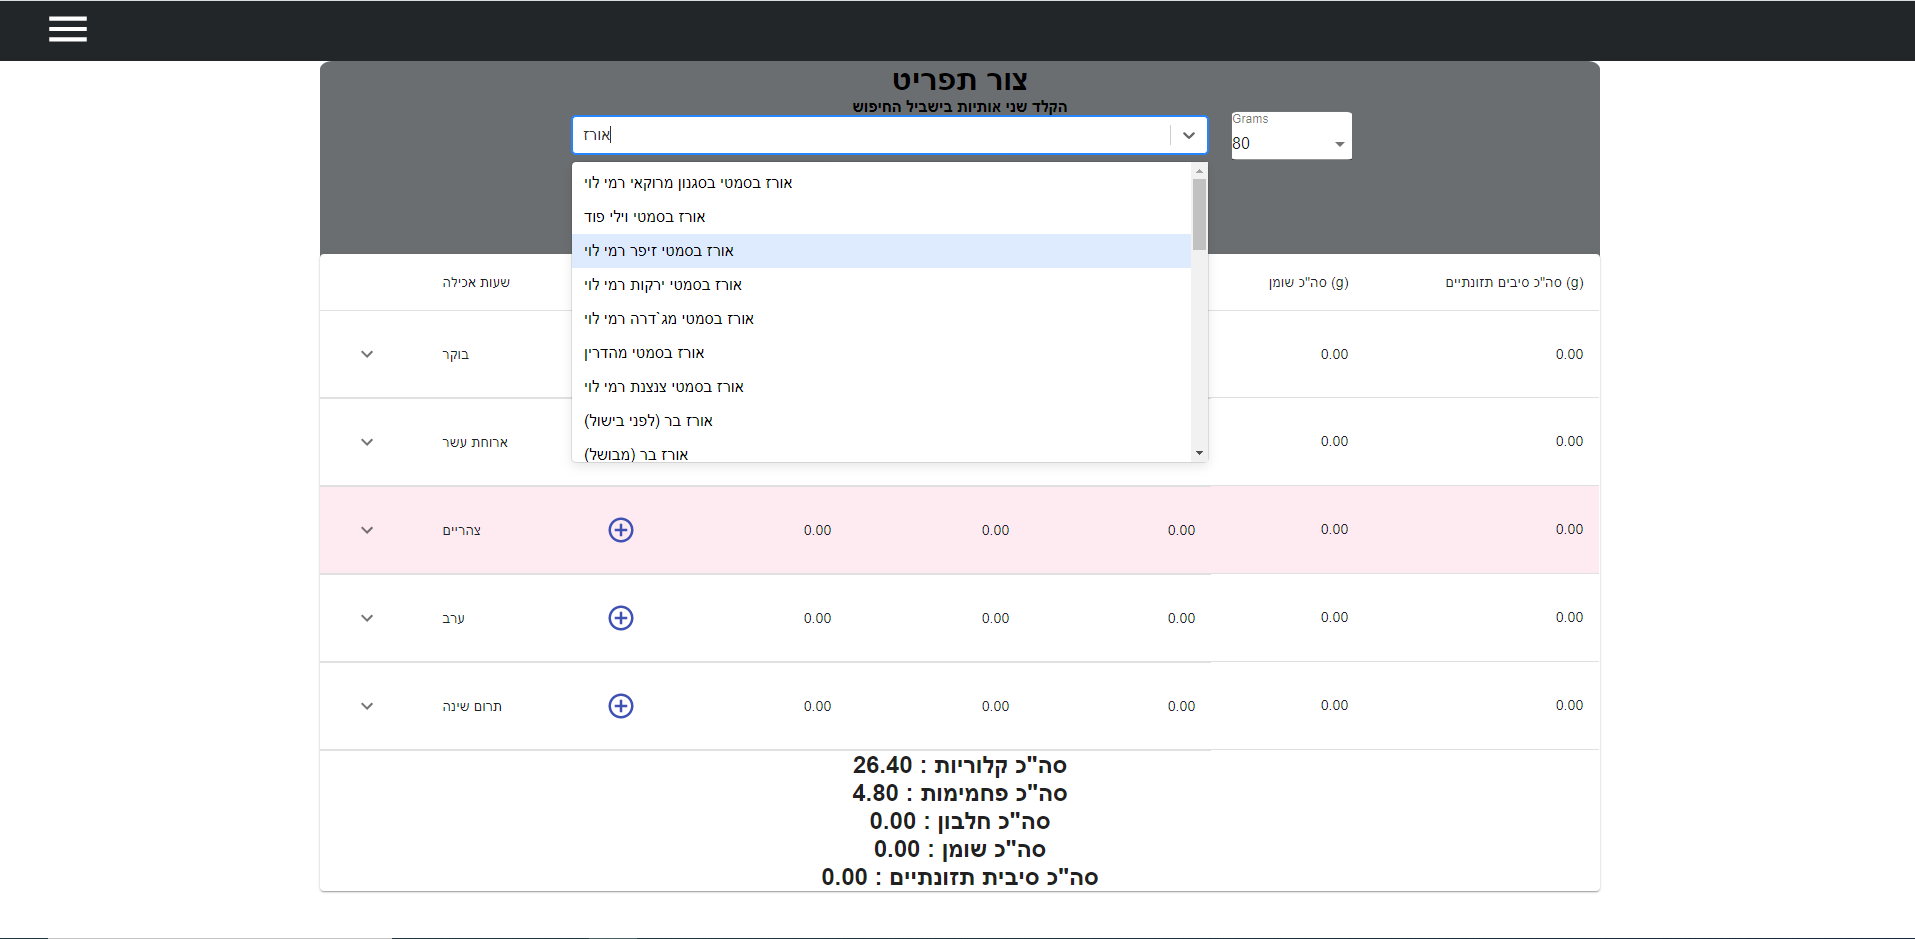 צור תפריט
הקלד שני אותיות בישביל החיפוש
אורז
Grams
80
אורז בסמטי בסגנון מרוקאי רמי לוי
אורז בסמטי וילי פוד
אורז בסמטי זיפר רמי לוי
אורז בסמטי ירקות רמי לוי
אורז בסמטי מג`דרה רמי לוי
אורז בסמטי מהדרין
אורז בסמטי צנצנת רמי לוי
אורז בר (לפני בישול)
אורז בר (מבושל)
שעות אכילה
סה"כ שומן (g)
סה"כ סיבים תזונתיים (g)
בוקר 0.00 0.00
ארוחת עשר 0.00 0.00
צהריים 0.00 0.00 0.00 0.00 0.00
ערב 0.00 0.00 0.00 0.00 0.00
תרום שינה 0.00 0.00 0.00 0.00 0.00
סה"כ קלוריות : 26.40
סה"כ פחמימות : 4.80
סה"כ חלבון : 0.00
סה"כ שומן : 0.00
סה"כ סיבית תזונתיים : 0.00